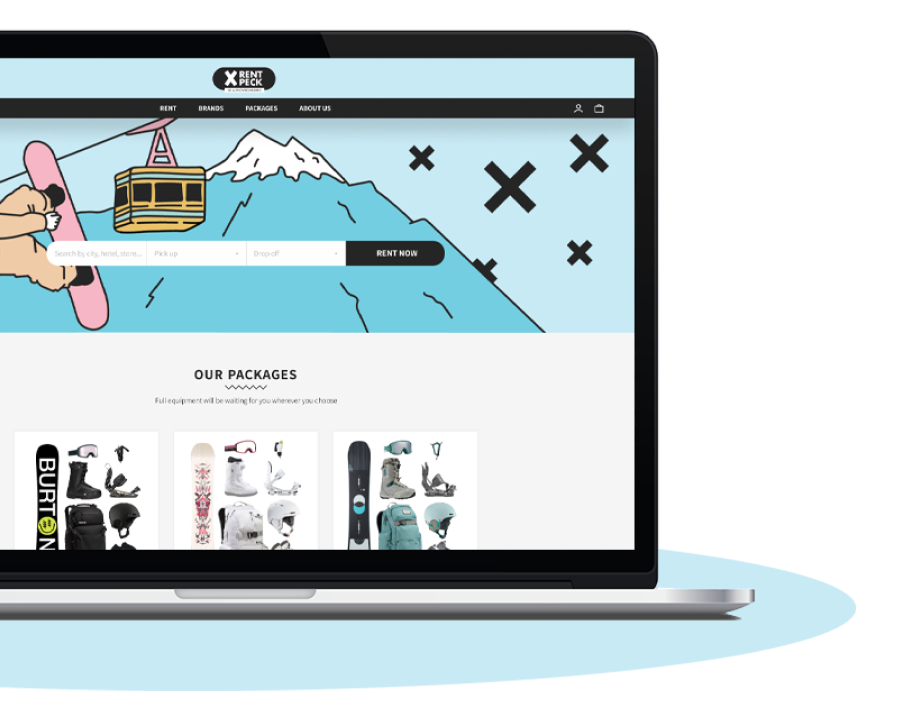 RENT
PECK
RENT BRANDS PACKAGES ABOUT US
Search by city, hotel, store... Pick up Drop off RENT NOW
OUR PACKAGES
Full equipment will be waiting for you wherever you choose
BURTON